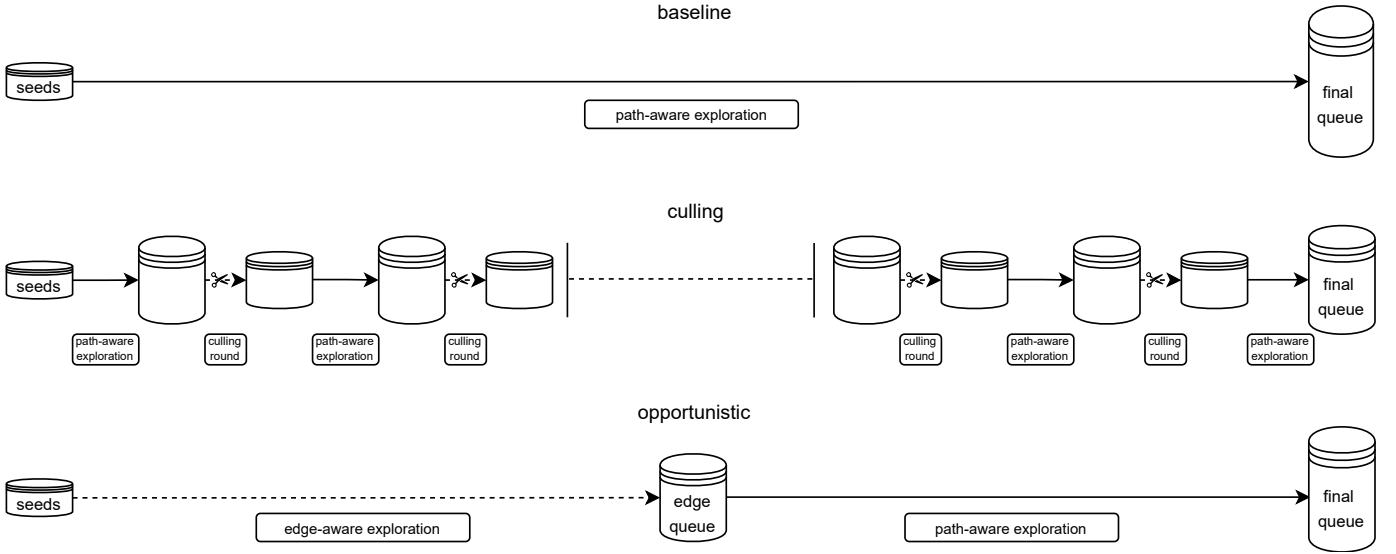 baseline
seeds
path-aware exploration
final
queue
culling
seeds
final
queue
path-aware
exploration
culling
round
path-aware
exploration
culling
round
culling
round
path-aware
exploration
culling
round
path-aware
exploration
opportunistic
seeds
edge-aware exploration
edge
queue
path-aware exploration
final
queue